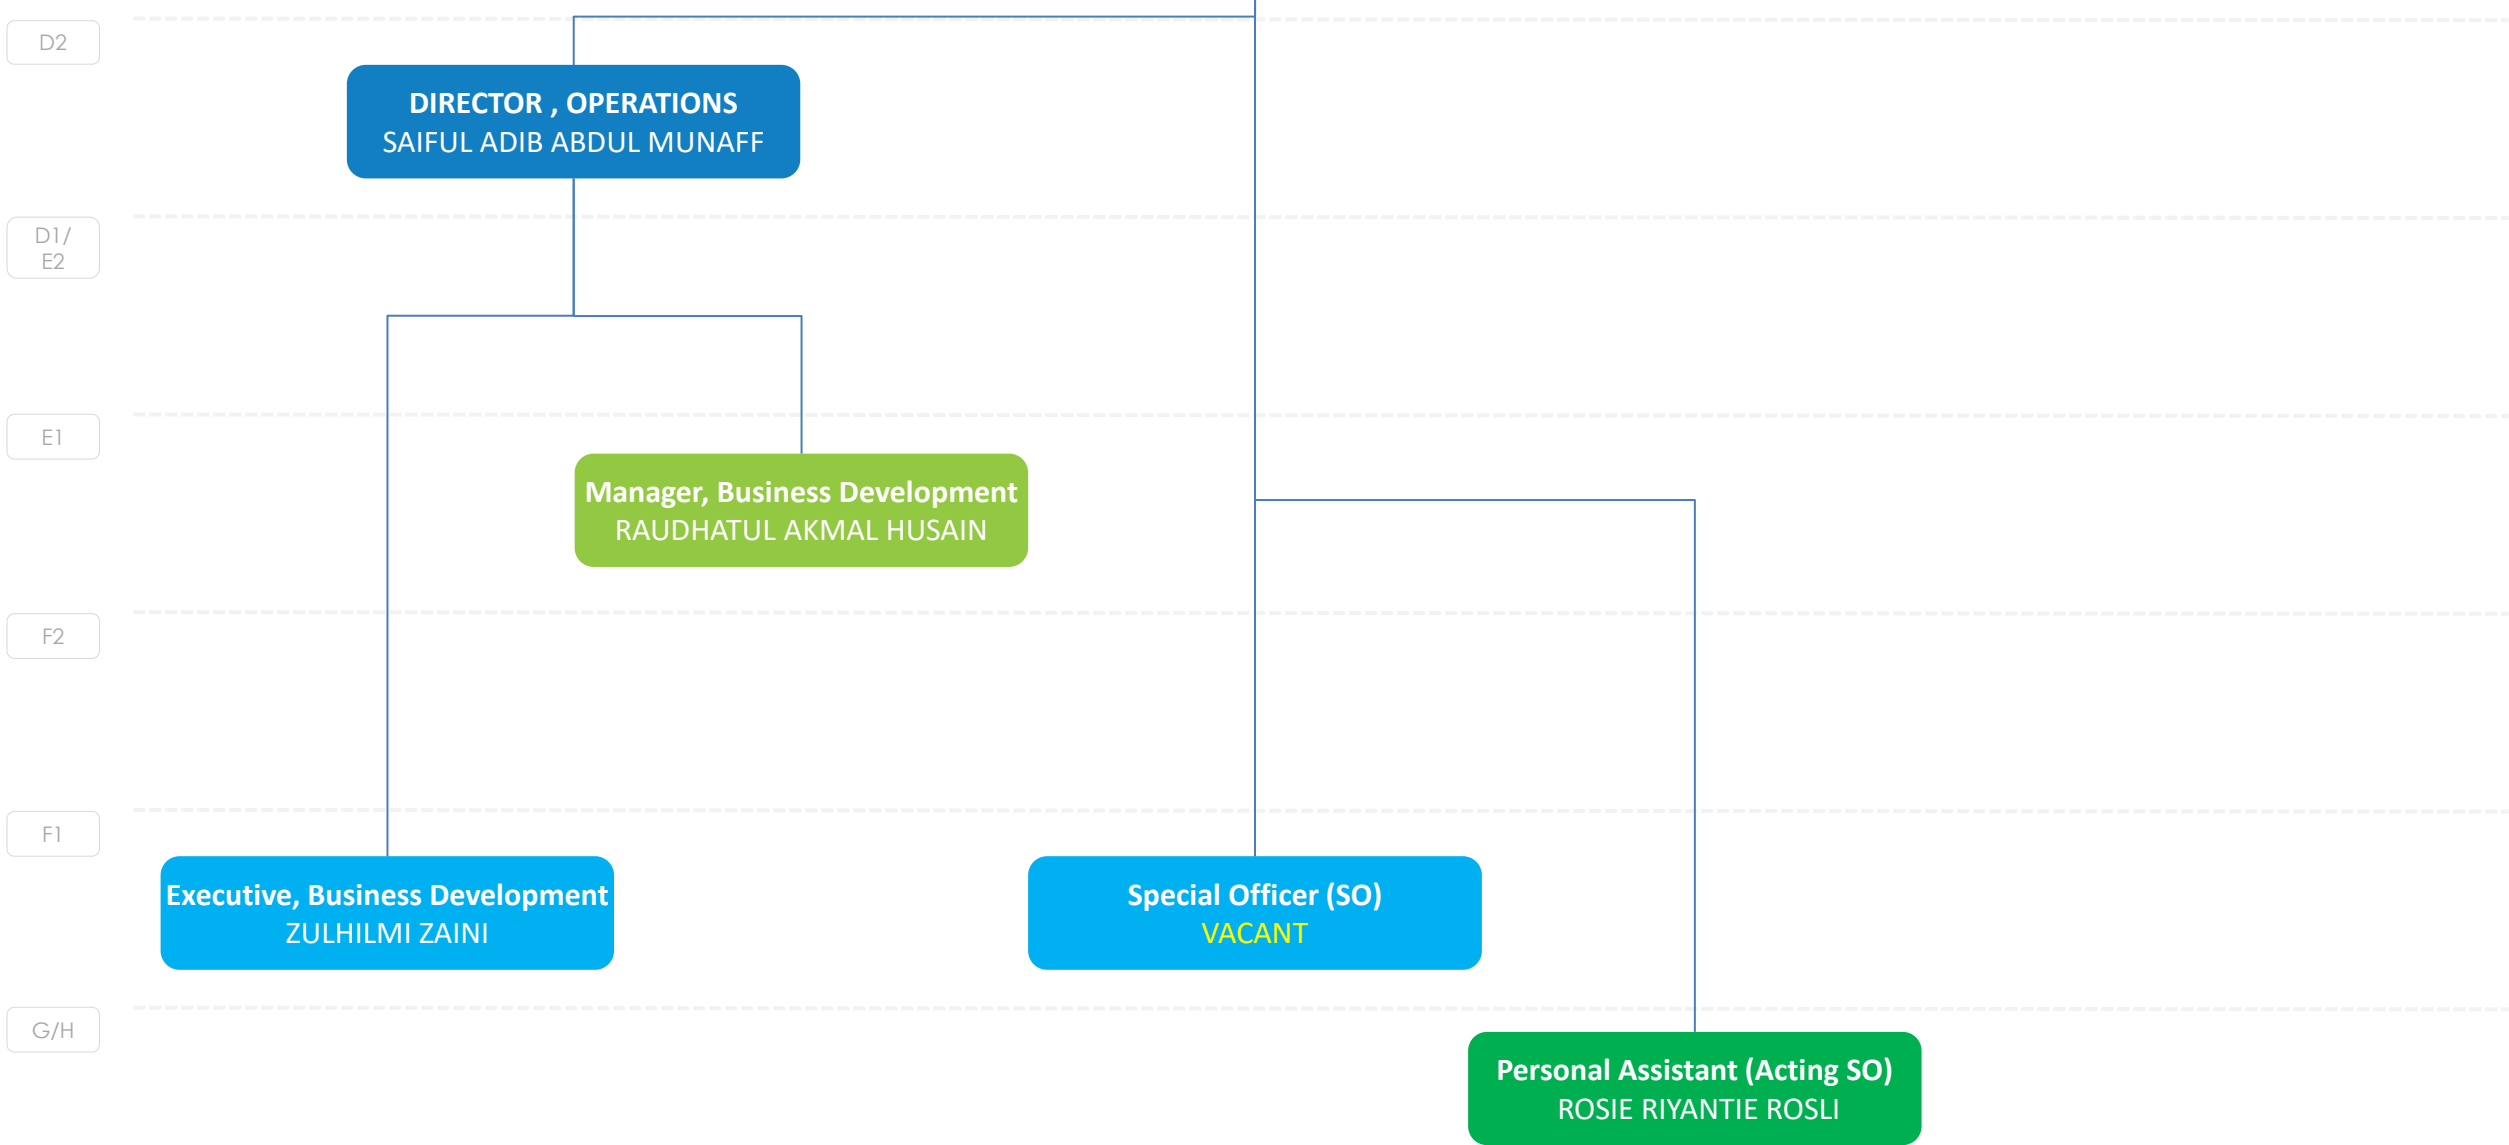 D2
DIRECTOR , OPERATIONS
SAIFUL ADIB ABDUL MUNAFF
D1/
E2
E1
Manager, Business Development
RAUDHATUL AKMAL HUSAIN
F2
F1
Executive, Business Development
ZULHILMI ZAINI
Special Officer (SO)
VACANT
G/H
Personal Assistant (Acting SO)
ROSIE RIYANTIE ROSLI